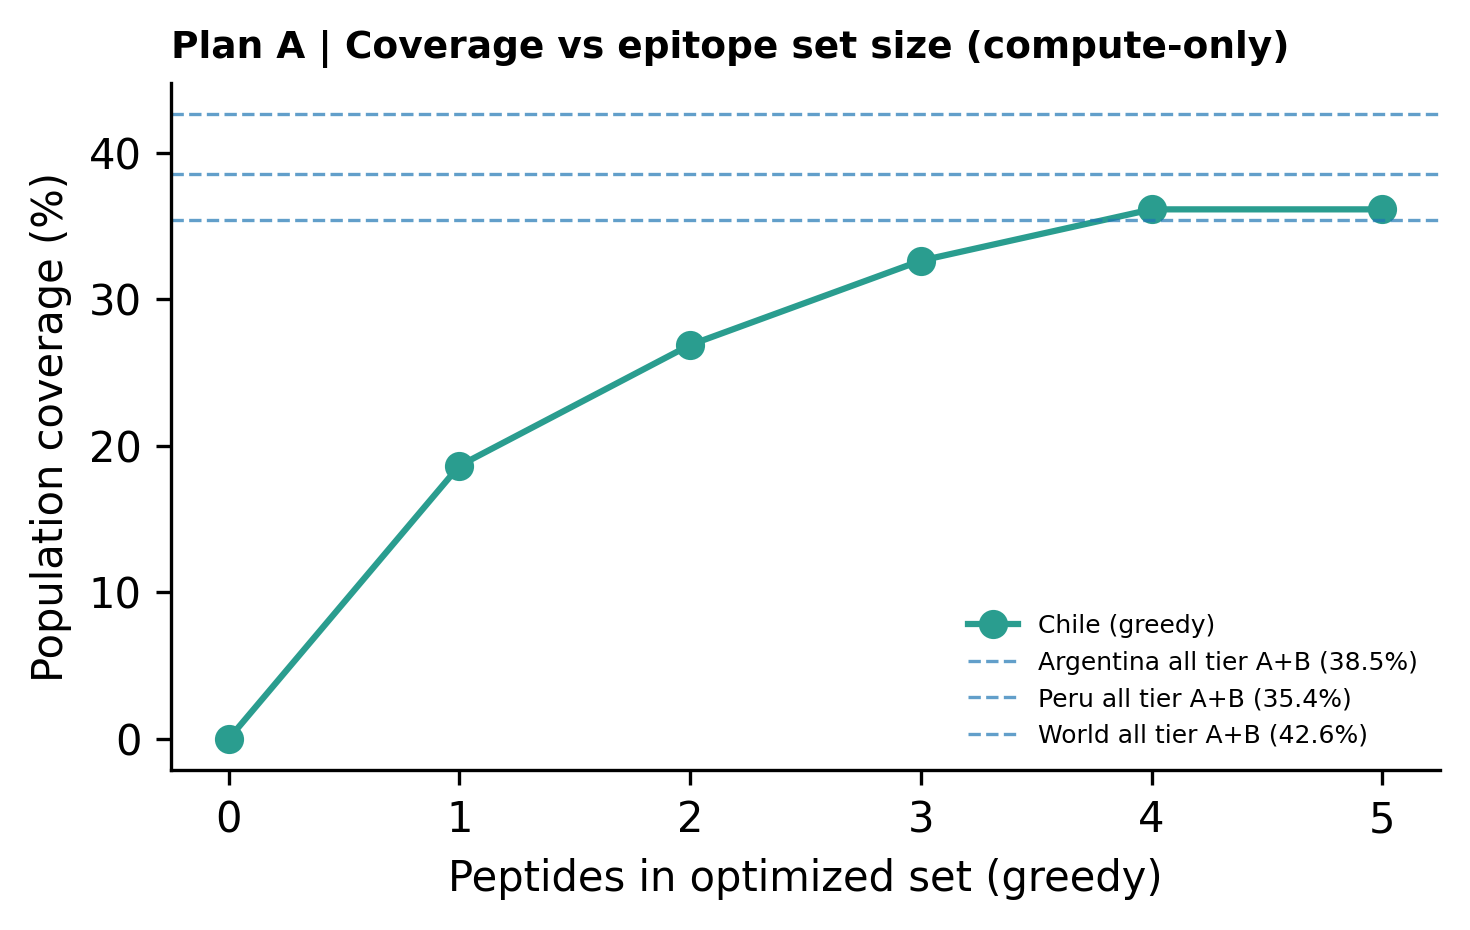 Plan A | Coverage vs epitope set size (compute-only)
Population coverage (%)
40
30
20
10
0
Chile (greedy)
Argentina all tier A+B (38.5%)
Peru all tier A+B (35.4%)
World all tier A+B (42.6%)
0 1 2 3 4 5
Peptides in optimized set (greedy)